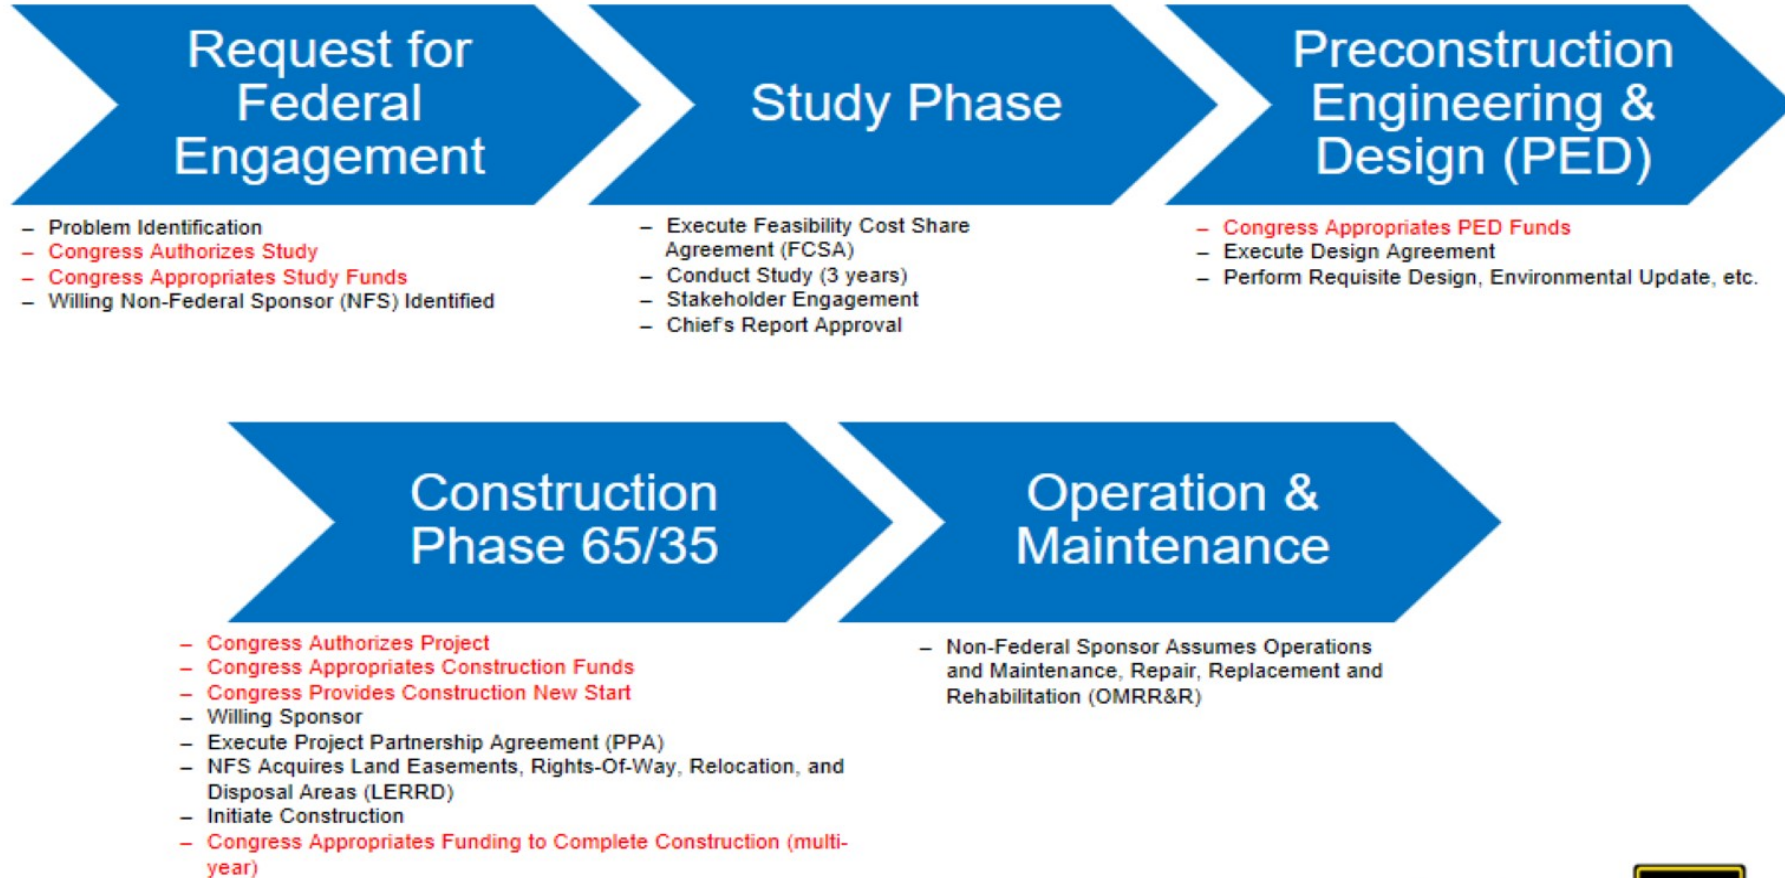 Request for
Federal
Engagement
– Problem Identification
– Congress Authorizes Study
– Congress Appropriates Study Funds
– Willing Non-Federal Sponsor (NFS) Identified
Study Phase
– Execute Feasibility Cost Share
Agreement (FCSA)
– Conduct Study (3 years)
– Stakeholder Engagement
– Chief's Report Approval
Preconstruction
Engineering &
Design (PED)
– Congress Appropriates PED Funds
– Execute Design Agreement
– Perform Requisite Design, Environmental Update, etc.
Construction
Phase 65/35
– Congress Authorizes Project
– Congress Appropriates Construction Funds
– Congress Provides Construction New Start
– Willing Sponsor
– Execute Project Partnership Agreement (PPA)
– NFS Acquires Land Easements, Rights-Of-Way, Relocation, and
Disposal Areas (LERRD)
– Initiate Construction
– Congress Appropriates Funding to Complete Construction (multi-
year)
Operation &
Maintenance
– Non-Federal Sponsor Assumes Operations
and Maintenance, Repair, Replacement and
Rehabilitation (OMRR&R)